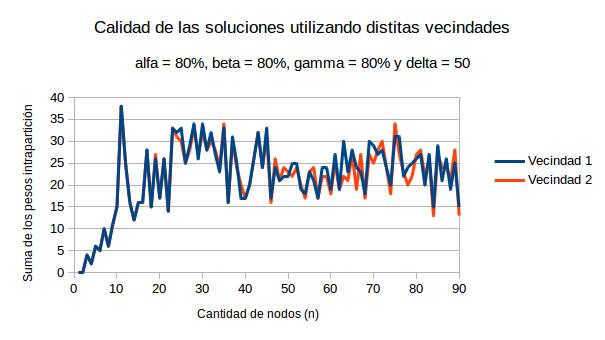 Calidad de las soluciones utilizando distitas vecindades
alfa = 80%, beta = 80%, gamma = 80% y delta = 50
Suma de los pesos intrapartición
40
35
30
25
20
15
10
5
0
0 10 20 30 40 50 60 70 80 90
Cantidad de nodos (n)
Vecindad 1
Vecindad 2